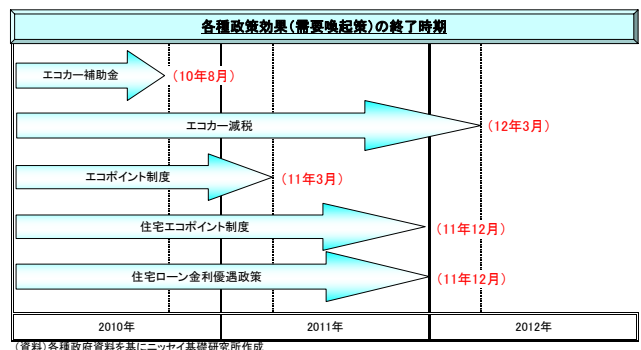 各種政策効果(需要喚起策)の終了時期
エコカー補助金
(10年8月)
エコカー減税
(12年3月)
エコポイント制度
(11年3月)
住宅エコポイント制度
(11年12月)
住宅ローン金利優遇政策
(11年12月)
2010年
2011年
2012年
(資料)各種政府資料を基にニッセイ基礎研究所作成